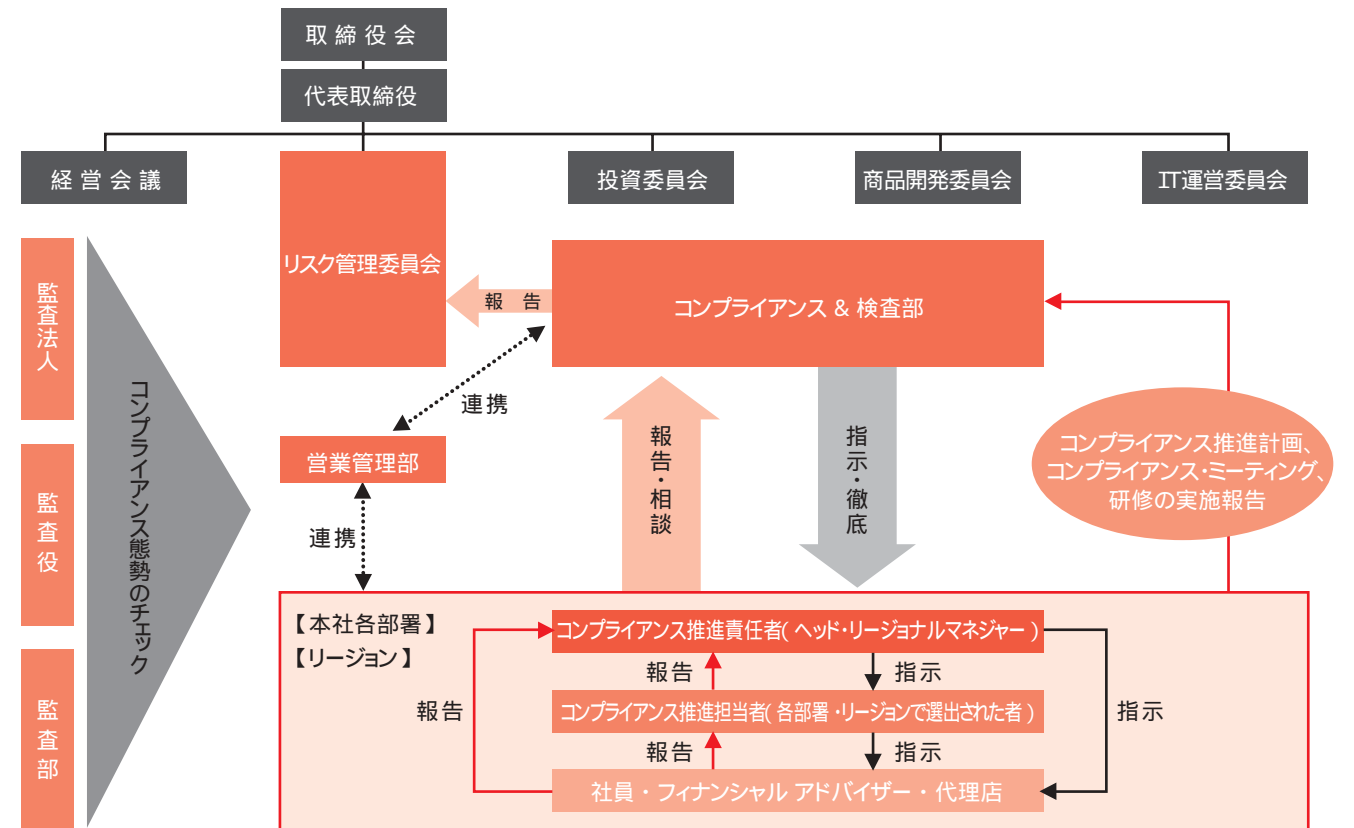 取締役会
代表取締役
経営会議
投資委員会
商品開発委員会
IT運営委員会
リスク管理委員会
報告
コンプライアンス & 検査部
監査法人
監査役
監査部
コンプライアンス態勢のチェック
連携
営業管理部
連携
報告・相談
指示・徹底
コンプライアンス推進計画、
コンプライアンス・ミーティング、
研修の実施報告
【本社各部署】
【リージョン】
コンプライアンス推進責任者(ヘッド・リージョナルマネジャー)
報告
指示
コンプライアンス推進担当者(各部署・リージョンで選出された者)
報告
指示
報告
指示
社員・フィナンシャル アドバイザー・代理店